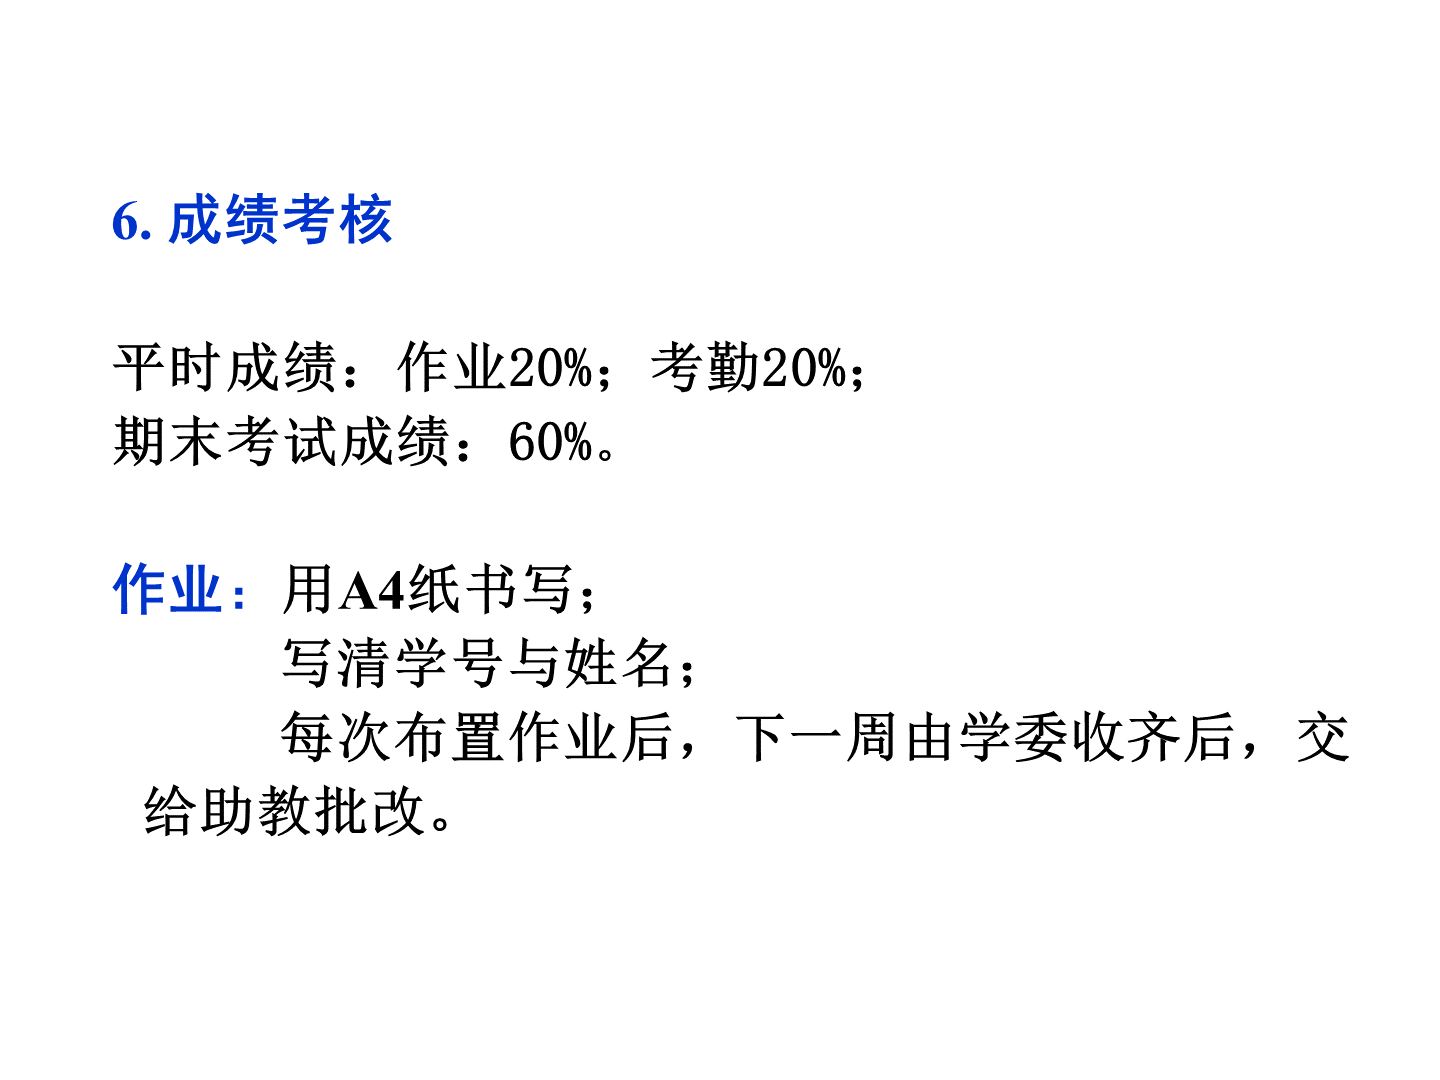 6. 成绩考核
平时成绩：作业20%；考勤20%；
期末考试成绩：60%。
作业：用A4纸书写；
写清学号与姓名；
每次布置作业后，下一周由学委收齐后，交
给助教批改。